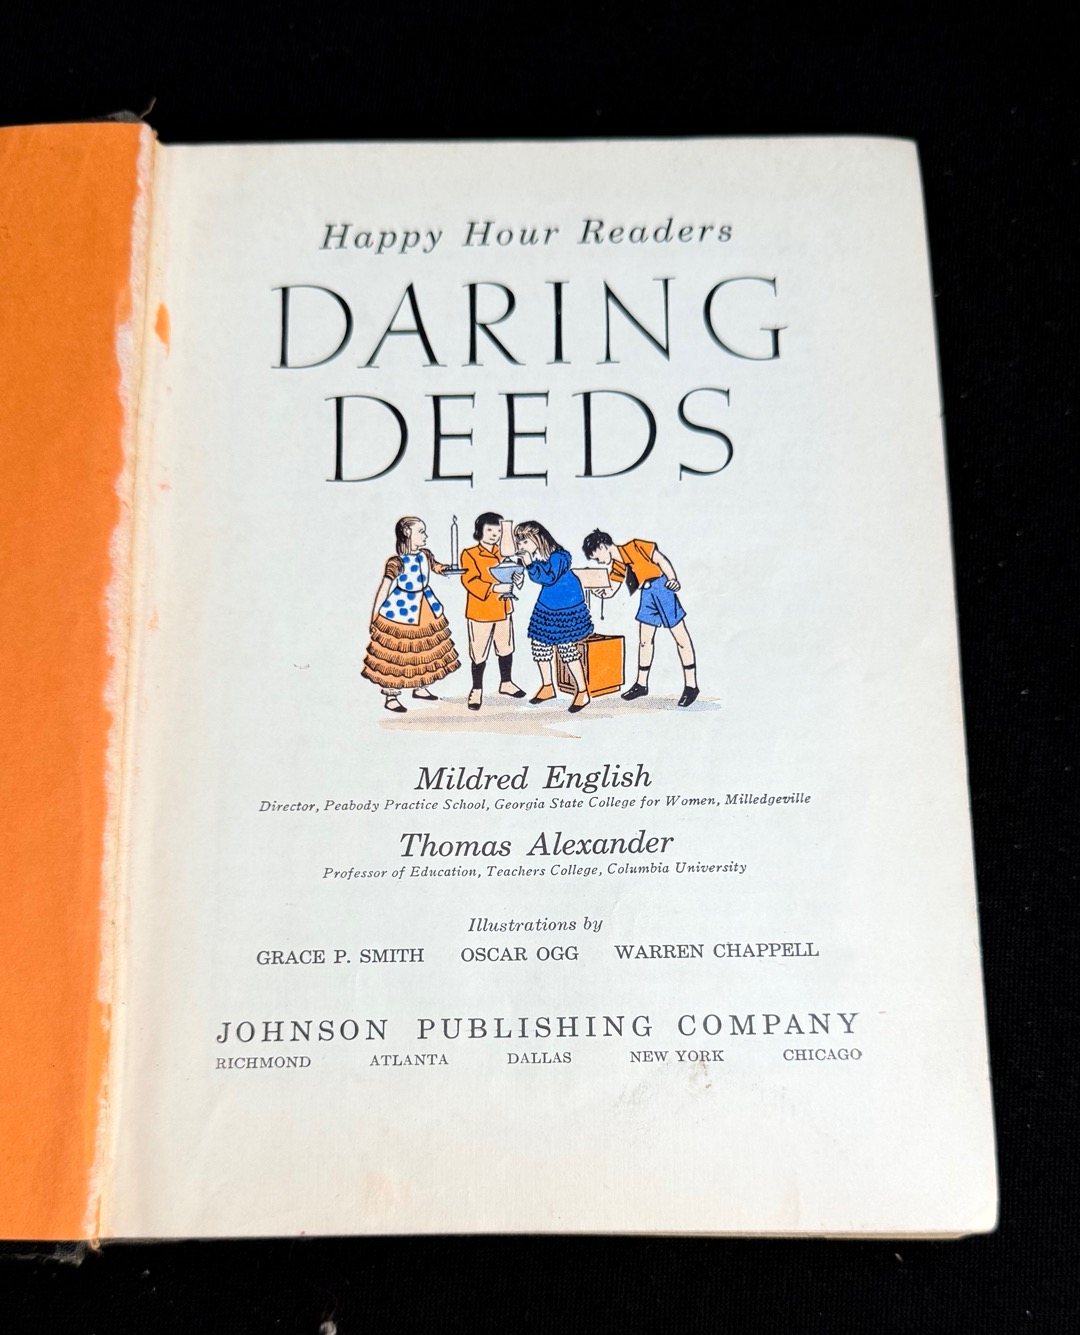 Happy Hour Readers
DARING
DEEDS
Mildred English
Director, Peabody Practice School, Georgia State College for Women, Milledgeville
Thomas Alexander
Professor of Education, Teachers College, Columbia University
Illustrations by
GRACE P. SMITH OSCAR OGG WARREN CHAPPELL
JOHNSON PUBLISHING COMPANY
RICHMOND ATLANTA DALLAS NEW YORK CHICAGO